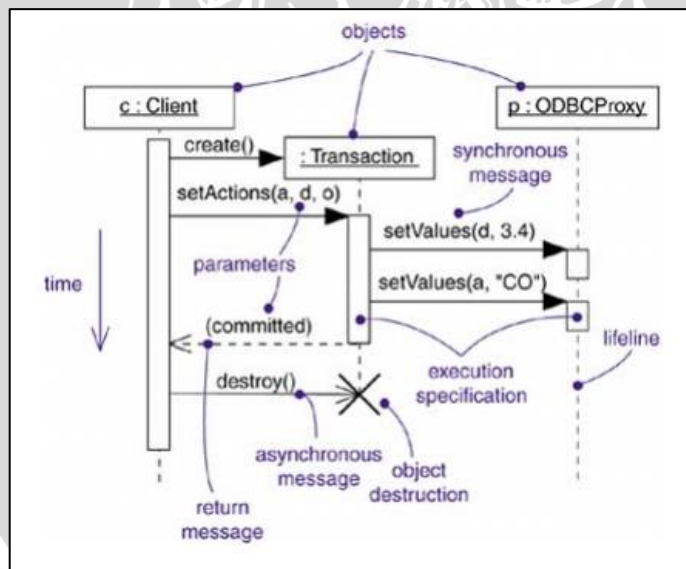 objects
c : Client
p : ODBCProxy
create()
: Transaction
synchronous
message
setActions(a, d, o)
setValues(d, 3.4)
parameters
time
setValues(a, "CO")
(committed)
lifeline
execution
specification
destroy()
asynchronous
message
object
destruction
return
message